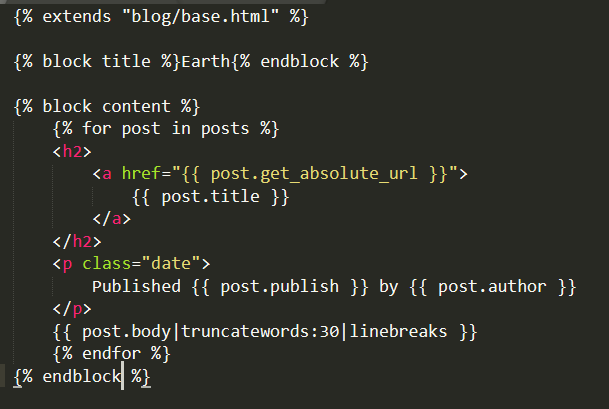 {% extends "blog/base.html" %}
{% block title %}Earth{% endblock %}
{% block content %}
{% for post in posts %}
<h2>
<a href="{{ post.get_absolute_url }}">
{{ post.title }}
</a>
</h2>
<p class="date">
Published {{ post.publish }} by {{ post.author }}
</p>
{{ post.body|truncatewords:30|linebreaks }}
{% endfor %}
{% endblock %}